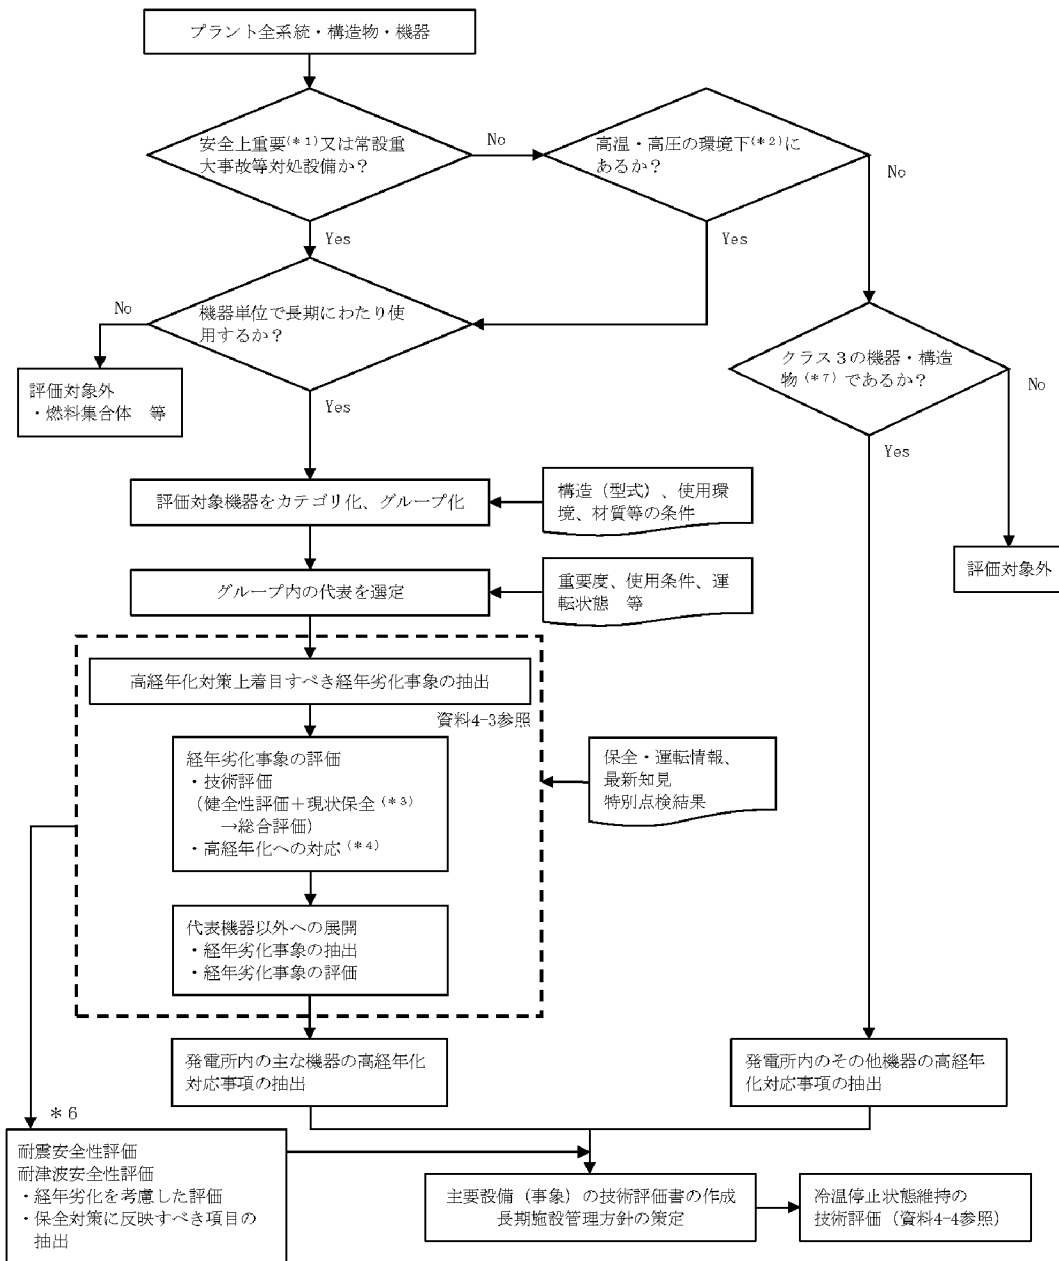 プラント全系統・構造物・機器
安全上重要(*1)又は常設重
大事故等対処設備か？
No
高温・高圧の環境下(*2)に
あるか？
No
Yes
Yes
機器単位で長期にわたり使
用するか？
No
評価対象外
・燃料集合体　等
Yes
クラス３の機器・構造
物(*7)であるか？
No
Yes
評価対象外
評価対象機器をカテゴリ化、グループ化
構造（型式）、使用環
境、材質等の条件
グループ内の代表を選定
重要度、使用条件、運
転状態　等
高経年化対策上着目すべき経年劣化事象の抽出
資料4-3参照
経年劣化事象の評価
・技術評価
（健全性評価＋現状保全(*3)
→総合評価）
・高経年化への対応(*4)
保全・運転情報、
最新知見
特別点検結果
代表機器以外への展開
・経年劣化事象の抽出
・経年劣化事象の評価
発電所内の主な機器の高経年化
対応事項の抽出
発電所内のその他機器の高経年
化対応事項の抽出
＊6
耐震安全性評価
耐津波安全性評価
・経年劣化を考慮した評価
・保全対策に反映すべき項目の
抽出
主要設備（事象）の技術評価書の作成
長期施設管理方針の策定
冷温停止状態維持の
技術評価（資料4-4参照）